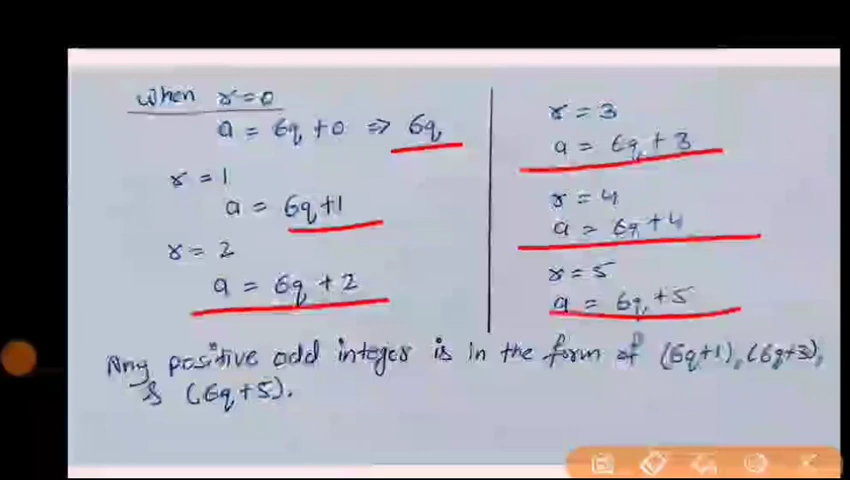 When r=0
a = 6q +0 => 6q
r = 1
a = 6q+1
r = 2
a = 6q + 2
r = 3
a = 6q + 3
r = 4
a = 6q +4
r = 5
a = 6q +5
Any positive odd integer is in the form of (6q+1), (6q+3),
& (6q+5).